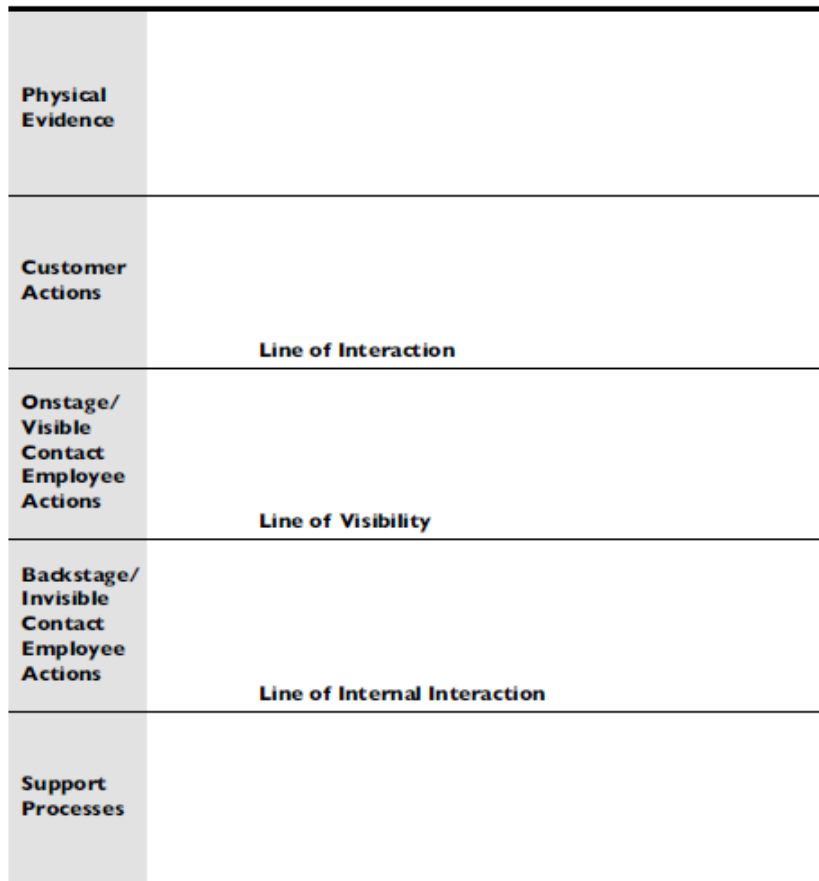 Physical
Evidence
Customer
Actions
Line of Interaction
Onstage/
Visible
Contact
Employee
Actions
Line of Visibility
Backstage/
Invisible
Contact
Employee
Actions
Line of Internal Interaction
Support
Processes